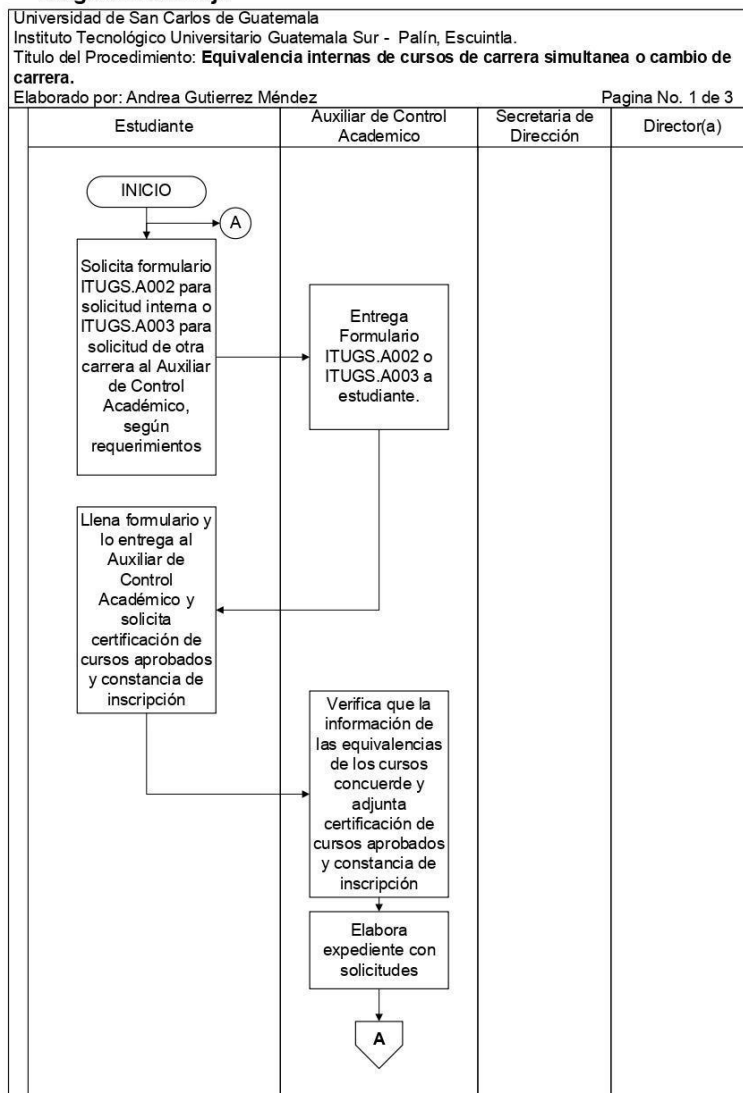 Universidad de San Carlos de Guatemala
Instituto Tecnológico Universitario Guatemala Sur - Palín, Escuintla.
Titulo del Procedimiento: Equivalencia internas de cursos de carrera simultanea o cambio de
carrera.
Elaborado por: Andrea Gutierrez Méndez Pagina No. 1 de 3
Estudiante
Auxiliar de Control
Academico
Secretaria de
Dirección
Director(a)
INICIO
A
Solicita formulario
ITUGS.A002 para
solicitud interna o
ITUGS.A003 para
solicitud de otra
carrera al Auxiliar
de Control
Académico,
según
requerimientos
Entrega
Formulario
ITUGS.A002 o
ITUGS.A003 a
estudiante.
Llena formulario y
lo entrega al
Auxiliar de
Control
Académico y
solicita
certificación de
cursos aprobados
y constancia de
inscripción
Verifica que la
información de
las equivalencias
de los cursos
concuerde y
adjunta
certificación de
cursos aprobados
y constancia de
inscripción
Elabora
expediente con
solicitudes
A